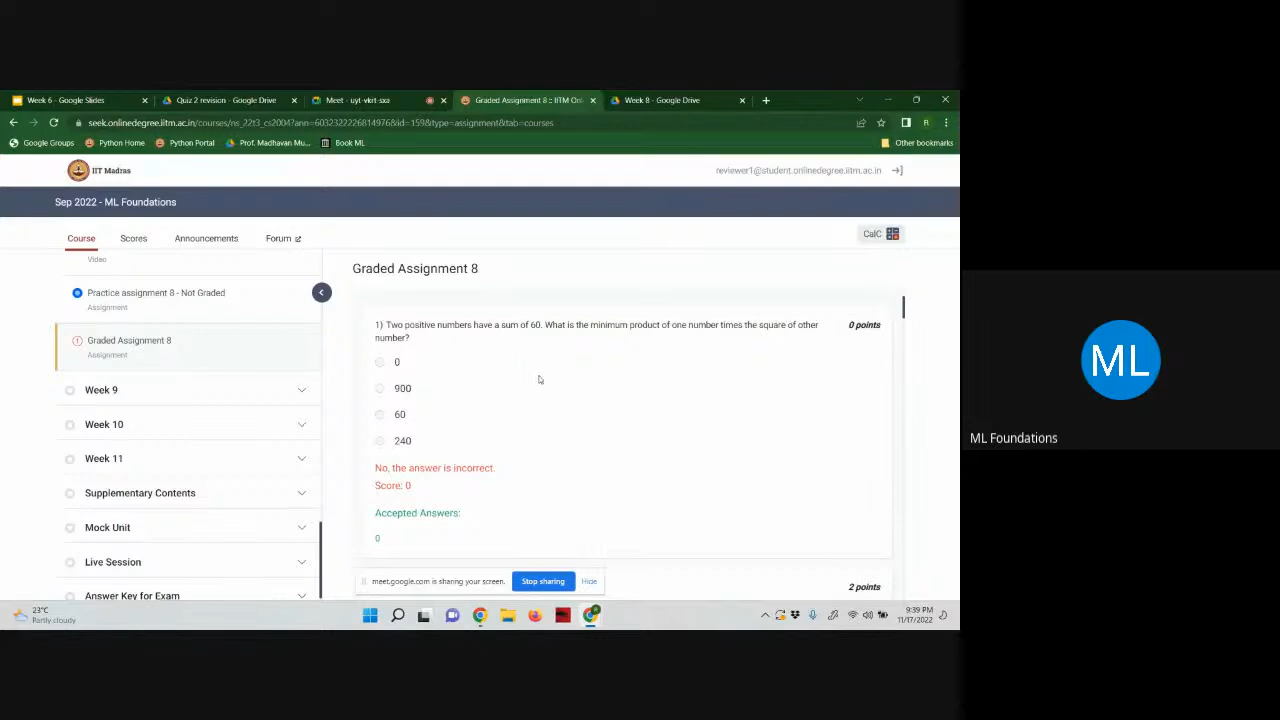 Week 6 - Google Slides
Quiz 2 revision - Google Drive
Meet - uyt-vkrt-sxa
Graded Assignment 8 :: IITM Onl
Week 8 - Google Drive
seek.onlinedegree.iitm.ac.in/courses/ns_22t3_cs2004?ann=6032322226814976&id=159&type=assignment&tab=courses
Google Groups
Python Home
Python Portal
Prof. Madhavan Mu...
Book ML
Other bookmarks
IIT Madras
reviewer1@student.onlinedegree.iitm.ac.in
Sep 2022 - ML Foundations
Course
Scores
Announcements
Forum
CalC
Video
Practice assignment 8 - Not Graded
Assignment
Graded Assignment 8
Assignment
Week 9
Week 10
Week 11
Supplementary Contents
Mock Unit
Live Session
Answer Key for Exam
Graded Assignment 8
1) Two positive numbers have a sum of 60. What is the minimum product of one number times the square of other
number?
0 points
0
900
60
240
No, the answer is incorrect.
Score: 0
Accepted Answers:
0
2 points
meet.google.com is sharing your screen.
Stop sharing
Hide
23°C
Partly cloudy
9:39 PM
11/17/2022
ML
ML Foundations